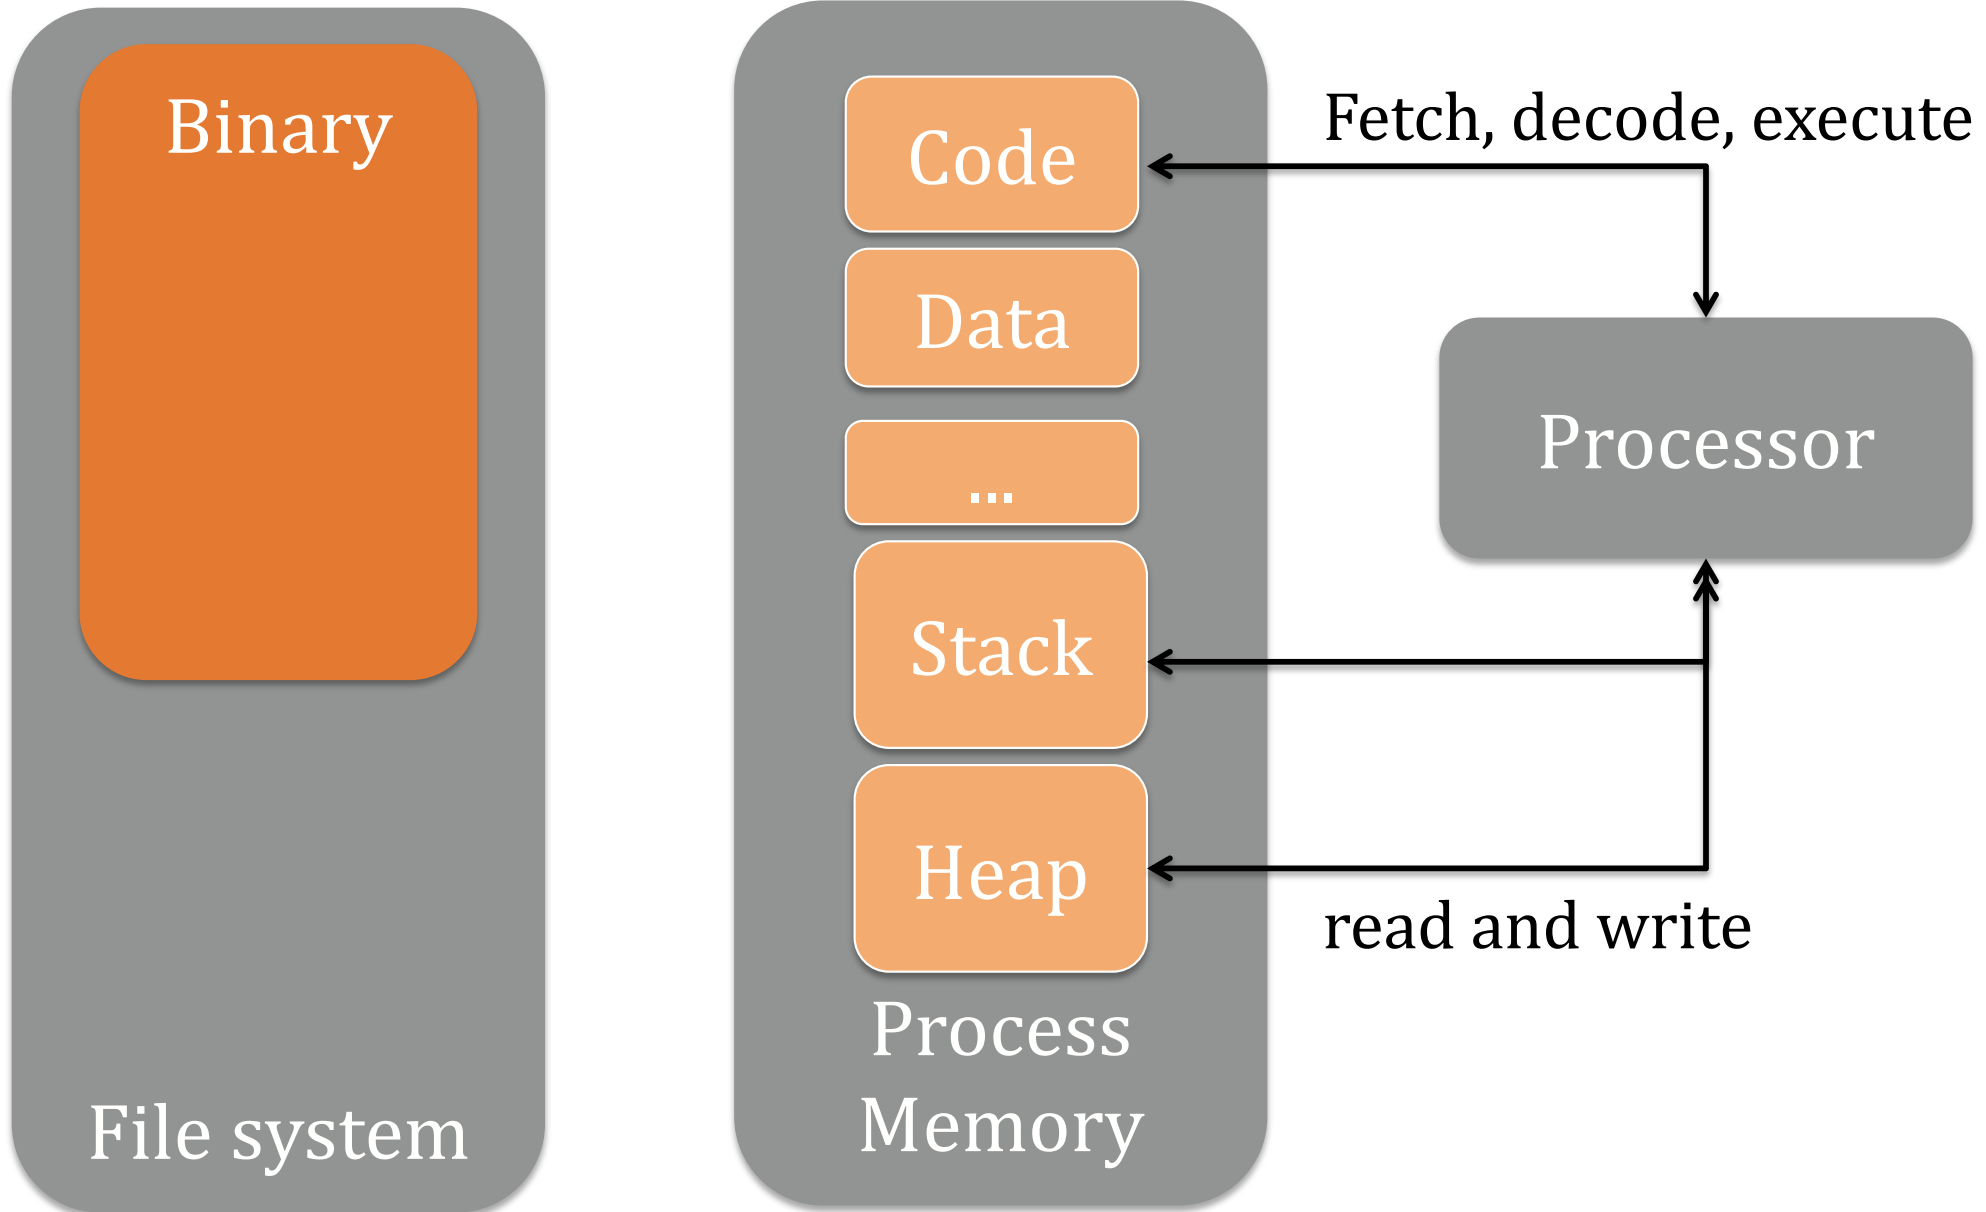 Binary
File system
Code
Data
...
Stack
Heap
Process
Memory
Fetch, decode, execute
Processor
read and write